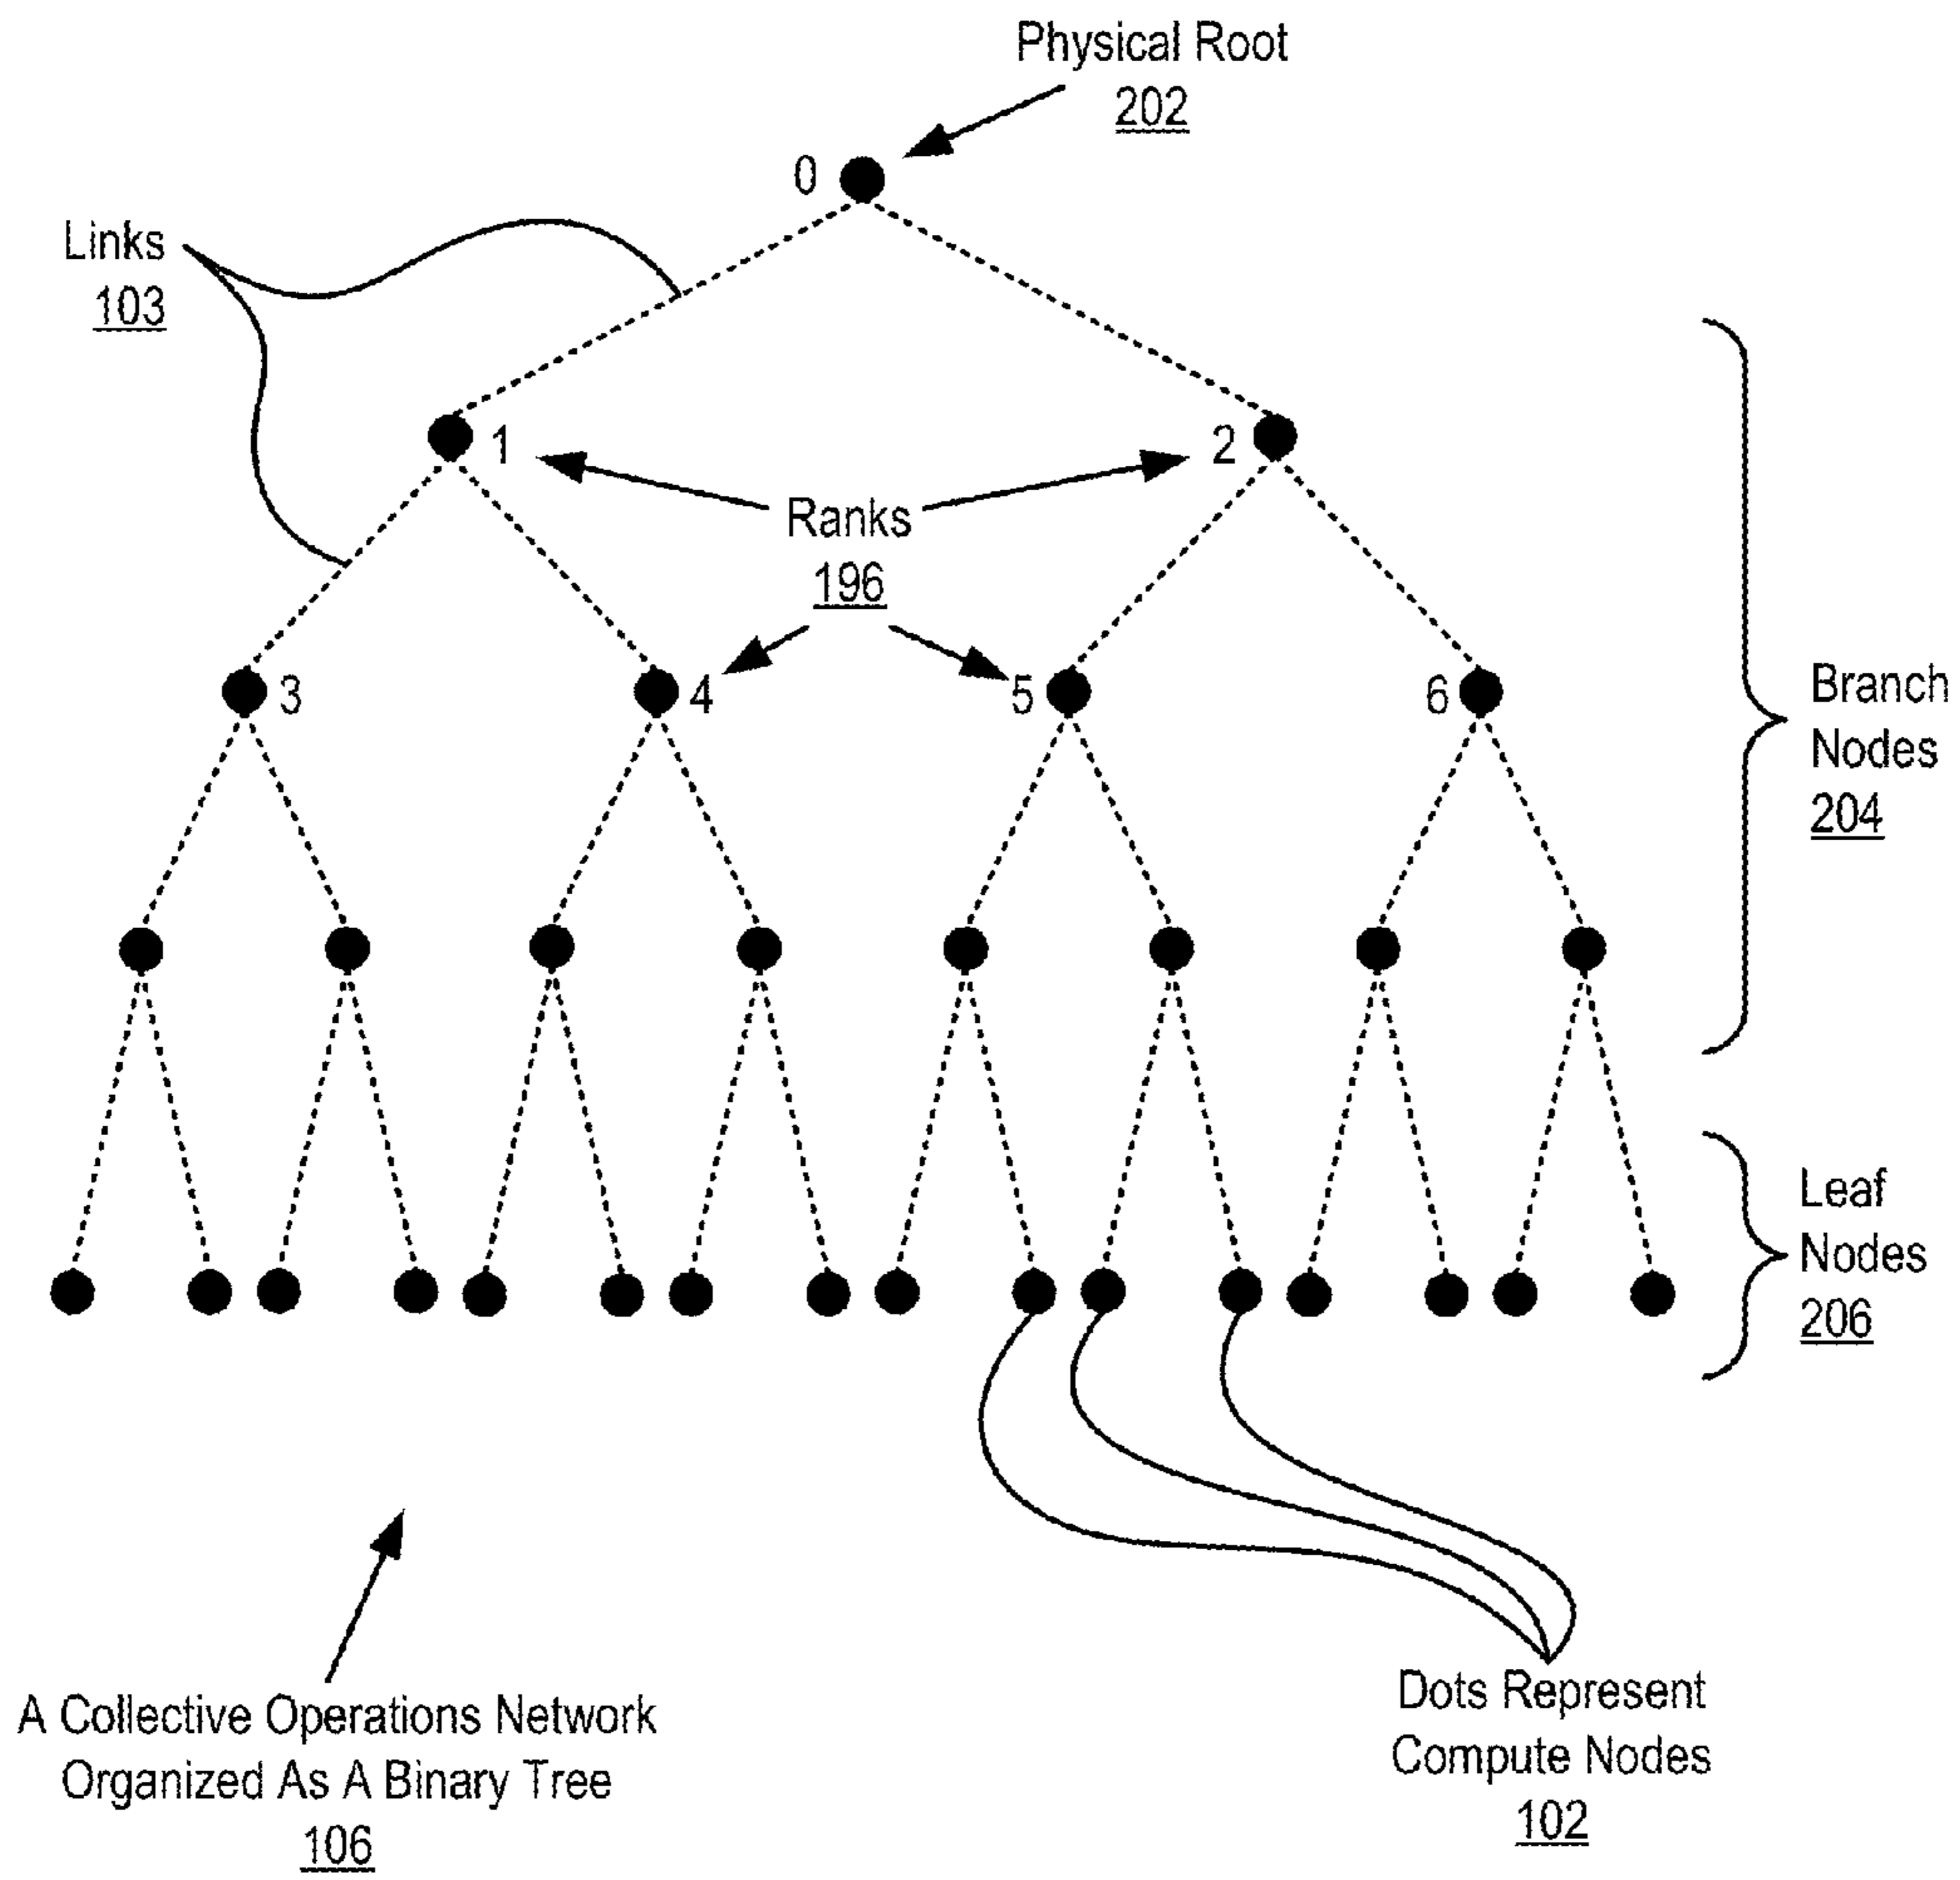 Physical Root
202
0
Links
103
1
2
Ranks
196
3
4
5
6
Branch
Nodes
204
Leaf
Nodes
206
A Collective Operations Network
Organized As A Binary Tree
106
Dots Represent
Compute Nodes
102